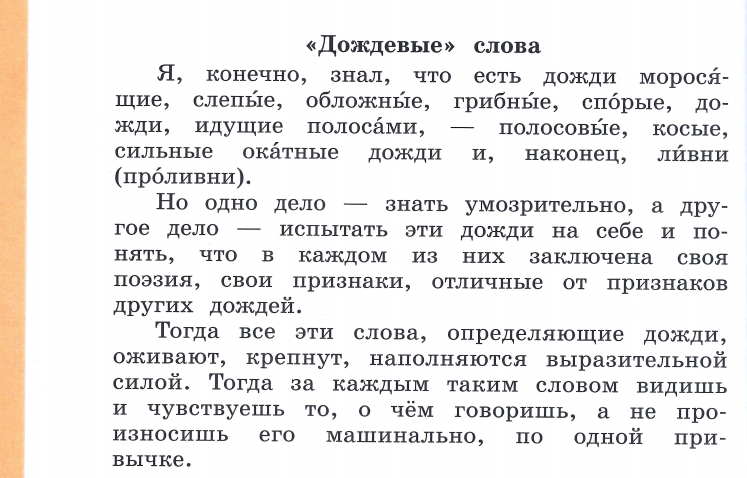 «Дождевые» слова
Я, конечно, знал, что есть дожди морося́-
щие, слепы́е, обложны́е, грибны́е, спо́рые, до-
жди, идущие полоса́ми, — полосовы́е, косые,
сильные ока́тные дожди и, наконец, ли́вни
(про́ливни).
Но одно дело — знать умозрительно, а дру-
гое дело — испытать эти дожди на себе и по-
нять, что в каждом из них заключена своя
поэзия, свои признаки, отличные от признаков
других дождей.
Тогда все эти слова, определяющие дожди,
оживают, крепнут, наполняются выразительной
силой. Тогда за каждым таким словом видишь
и чувствуешь то, о чём говоришь, а не про-
износишь его машинально, по одной при-
вычке.